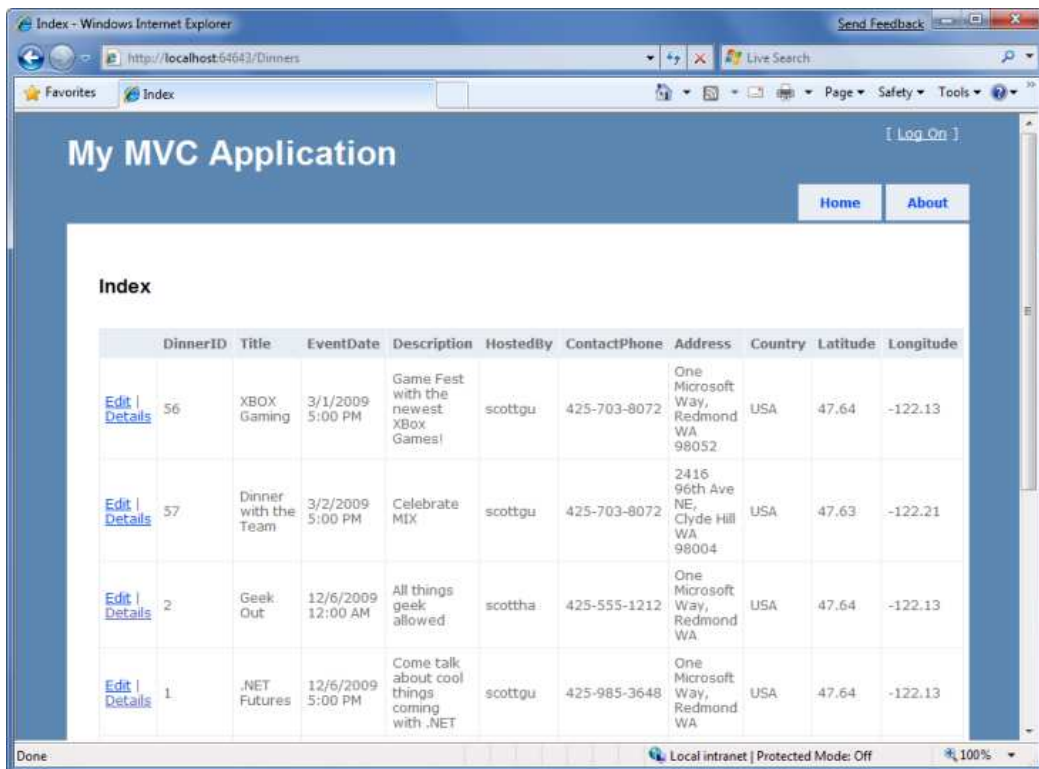 Index - Windows Internet Explorer
Send Feedback
http://localhost:64643/Dinners
Live Search
Favorites
Index
Page
Safety
Tools
[ Log On ]
My MVC Application
Home
About
Index
DinnerID Title EventDate Description HostedBy ContactPhone Address Country Latitude Longitude
Edit |
Details
56
XBOX
Gaming
3/1/2009
5:00 PM
Game Fest
with the
newest
XBox
Games!
scottgu
425-703-8072
One
Microsoft
Way,
Redmond
WA
98052
USA
47.64
-122.13
Edit |
Details
57
Dinner
with the
Team
3/2/2009
5:00 PM
Celebrate
MIX
scottgu
425-703-8072
2416
96th Ave
NE,
Clyde Hill
WA
98004
USA
47.63
-122.21
Edit |
Details
2
Geek
Out
12/6/2009
12:00 AM
All things
geek
allowed
scottha
425-555-1212
One
Microsoft
Way,
Redmond
WA
USA
47.64
-122.13
Edit |
Details
1
.NET
Futures
12/6/2009
5:00 PM
Come talk
about cool
things
coming
with .NET
scottgu
425-985-3648
One
Microsoft
Way,
Redmond
WA
USA
47.64
-122.13
Done
Local intranet | Protected Mode: Off
100%